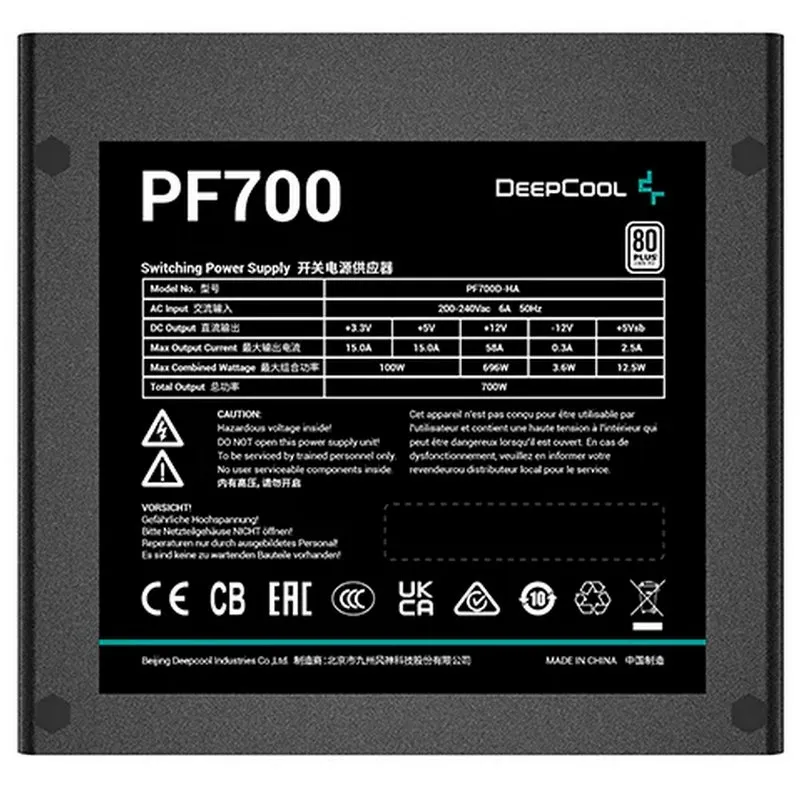 PF700
DEEPCOOL
80
PLUS
Switching Power Supply 开关电源供应器
Model No. 型号 PF700D-HA
AC Input 交流输入 200-240Vac 6A 50Hz
DC Output 直流输出 +3.3V +5V +12V -12V +5Vsb
Max Output Current 最大输出电流 15.0A 15.0A 58A 0.3A 2.5A
Max Combined Wattage 最大组合功率 100W 696W 3.6W 12.5W
Total Output 总功率 700W
CAUTION:
Hazardous voltage inside!
DO NOT open this power supply unit!
To be serviced by trained personnel only.
No user serviceable components inside.
内有高压, 请勿开启
Cet appareil n'est pas conçu pour être utilisable par
l'utilisateur et contient une haute tension à l'intérieur qui
peut être dangereux lorsqu'il est ouvert. En cas de
dysfonctionnement, veuillez en informer votre
revendeurou distributeur local pour le service.
VORSICHT!
Gefährliche Hochspannung!
Bitte Netzteilgehäuse NICHT öffnen!
Reperaturen nur durch ausgebildetes Personal!
Es sind keine zu wartenden Bauteile vorhanden!
CE CB EAC CCC UK CA 10
Beijing Deepcool Industries Co.,Ltd. 制造商:北京市九州风神科技股份有限公司 MADE IN CHINA 中国制造